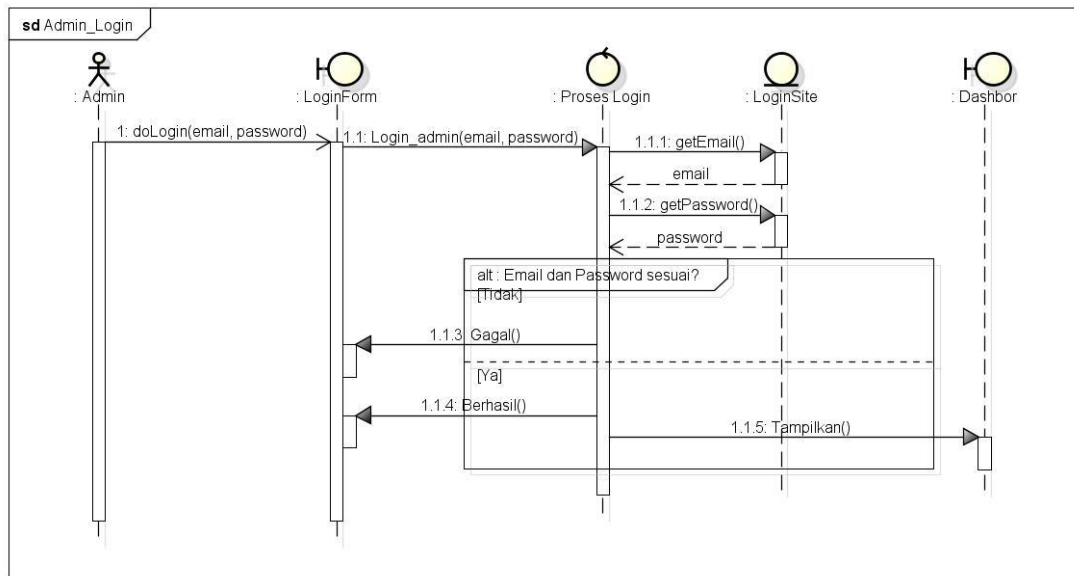 sd Admin_Login
: Admin
: LoginForm
: Proses Login
: LoginSite
: Dashbor
1: doLogin(email, password)
1.1: Login_admin(email, password)
1.1.1: getEmail()
email
1.1.2: getPassword()
password
alt : Email dan Password sesuai?
[Tidak]
1.1.3: Gagal()
[Ya]
1.1.4: Berhasil()
1.1.5: Tampilkan()